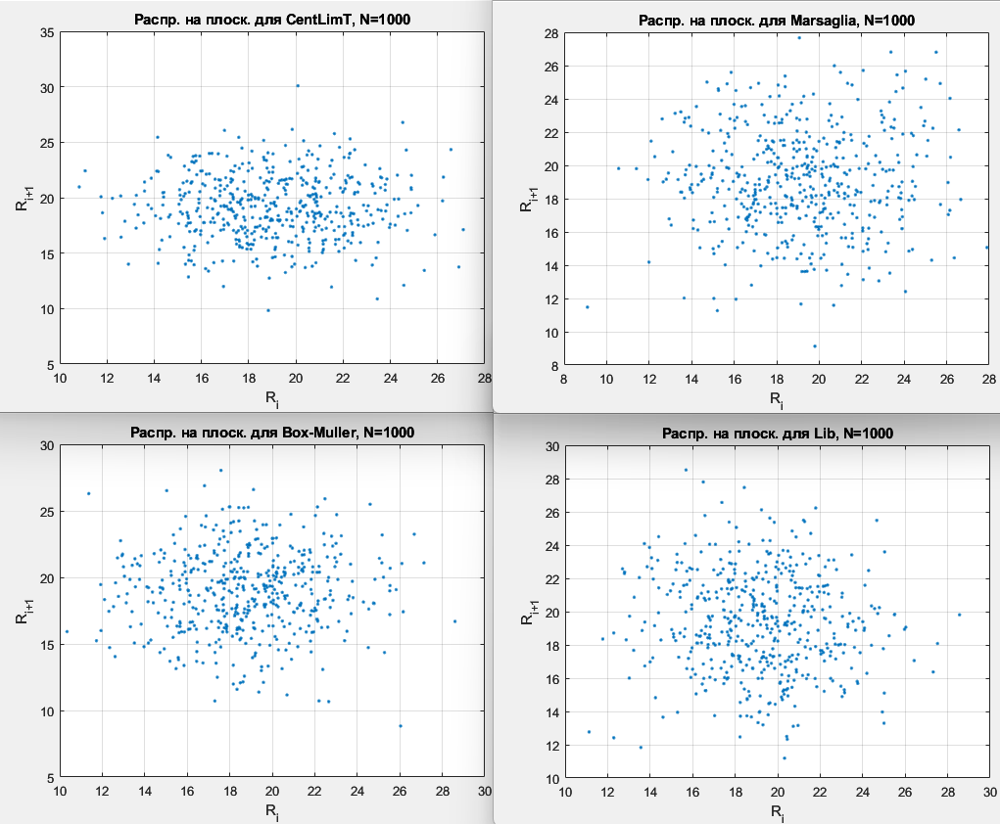 Распр. на плоск. для CentLimT, N=1000
35
30
25
20
15
10
5
R_{i+1}
10 12 14 16 18 20 22 24 26 28
R_i
Распр. на плоск. для Marsaglia, N=1000
28
26
24
22
20
18
16
14
12
10
8
R_{i+1}
8 10 12 14 16 18 20 22 24 26 28
R_i
Распр. на плоск. для Box-Muller, N=1000
30
25
20
15
10
5
R_{i+1}
10 12 14 16 18 20 22 24 26 28 30
R_i
Распр. на плоск. для Lib, N=1000
30
28
26
24
22
20
18
16
14
12
10
R_{i+1}
10 12 14 16 18 20 22 24 26 28 30
R_i